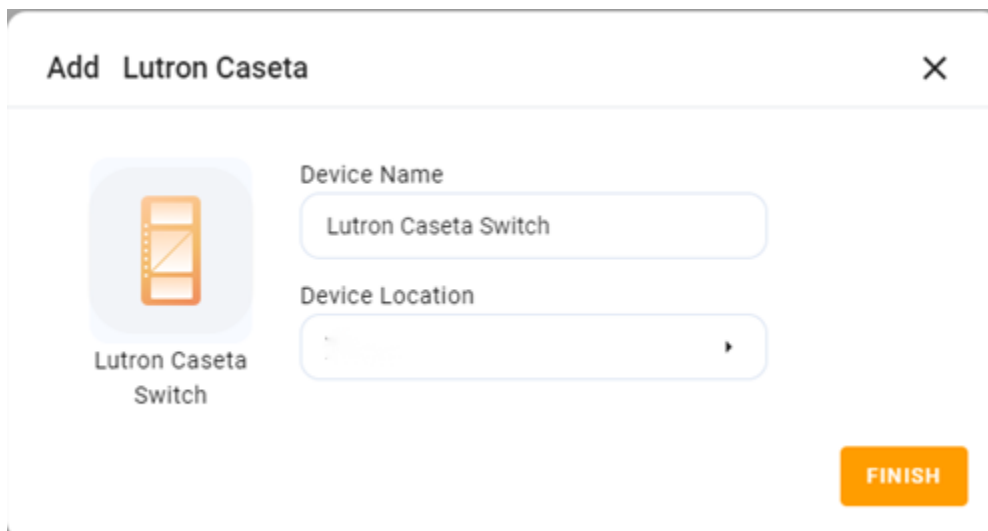 Add Lutron Caseta
Device Name
Lutron Caseta Switch
Device Location
Lutron Caseta
Switch
FINISH